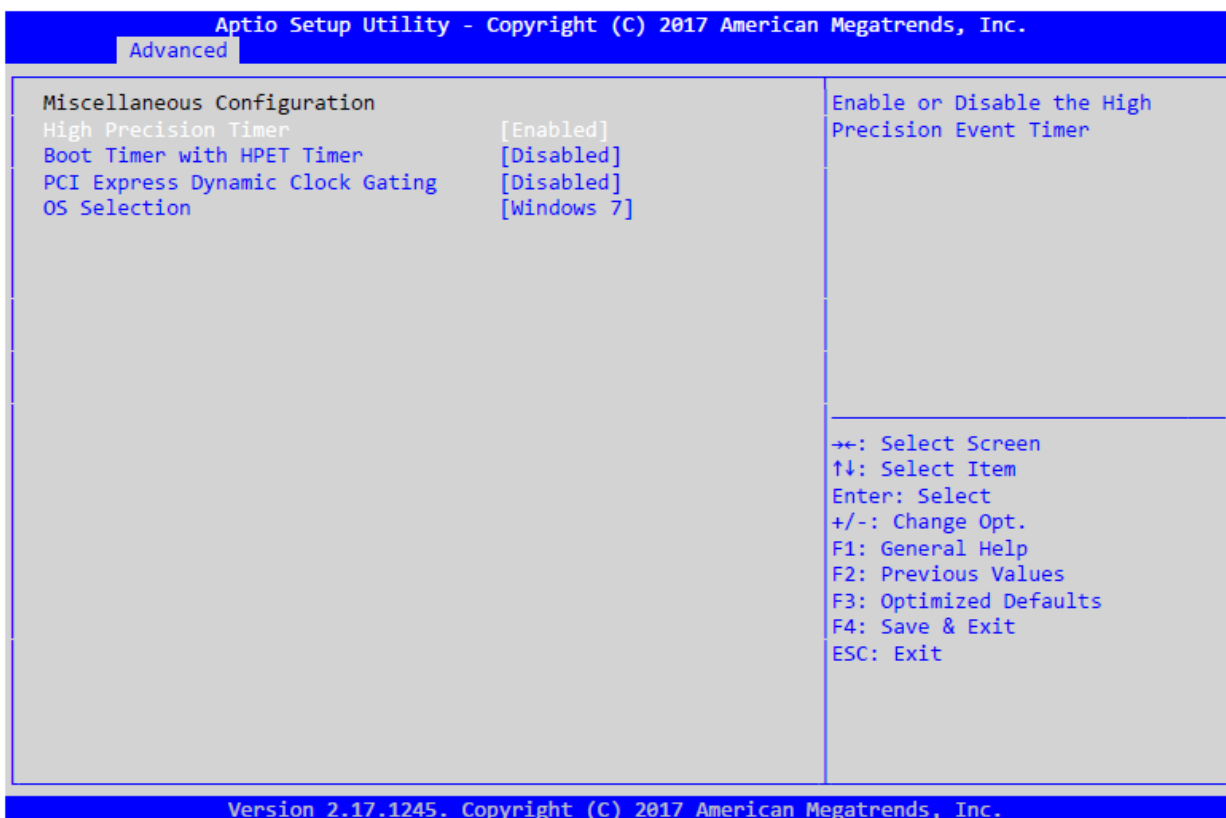 Aptio Setup Utility - Copyright (C) 2017 American Megatrends, Inc.
Advanced
Miscellaneous Configuration
High Precision Timer [Enabled]
Boot Timer with HPET Timer [Disabled]
PCI Express Dynamic Clock Gating [Disabled]
OS Selection [Windows 7]
Enable or Disable the High
Precision Event Timer
→←: Select Screen
↑↓: Select Item
Enter: Select
+/-: Change Opt.
F1: General Help
F2: Previous Values
F3: Optimized Defaults
F4: Save & Exit
ESC: Exit
Version 2.17.1245. Copyright (C) 2017 American Megatrends, Inc.